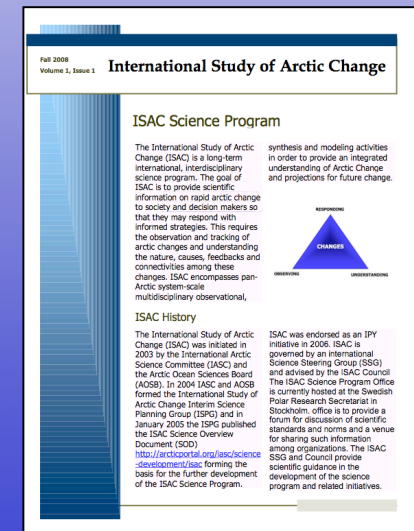 Fall 2008
Volume 1, Issue 1
International Study of Arctic Change
ISAC Science Program
The International Study of Arctic
Change (ISAC) is a long-term
international, interdisciplinary
science program. The goal of
ISAC is to provide scientific
information on rapid arctic change
to society and decision makers so
that they may respond with
informed strategies. This requires
the observation and tracking of
arctic changes and understanding
the nature, causes, feedbacks and
connectivities among these
changes. ISAC encompasses pan-
Arctic system-scale
multidisciplinary observational,
synthesis and modeling activities
in order to provide an integrated
understanding of Arctic Change
and projections for future change.
RESPONDING
CHANGES
OBSERVING
UNDERSTANDING
ISAC History
The International Study of Arctic
Change (ISAC) was initiated in
2003 by the International Arctic
Science Committee (IASC) and
the Arctic Ocean Sciences Board
(AOSB). In 2004 IASC and AOSB
formed the International Study of
Arctic Change Interim Science
Planning Group (ISPG) and in
January 2005 the ISPG published
the ISAC Science Overview
Document (SOD)
http://arcticportal.org/iasc/science
-development/isac forming the
basis for the further development
of the ISAC Science Program.
ISAC was endorsed as an IPY
initiative in 2006. ISAC is
governed by an international
Science Steering Group (SSG)
and advised by the ISAC Council
The ISAC Science Program Office
is currently hosted at the Swedish
Polar Research Secretariat in
Stockholm. office is to provide a
forum for discussion of scientific
standards and norms and a venue
for sharing such information
among organizations. The ISAC
SSG and Council provide
scientific guidance in the
development of the science
program and related initiatives.